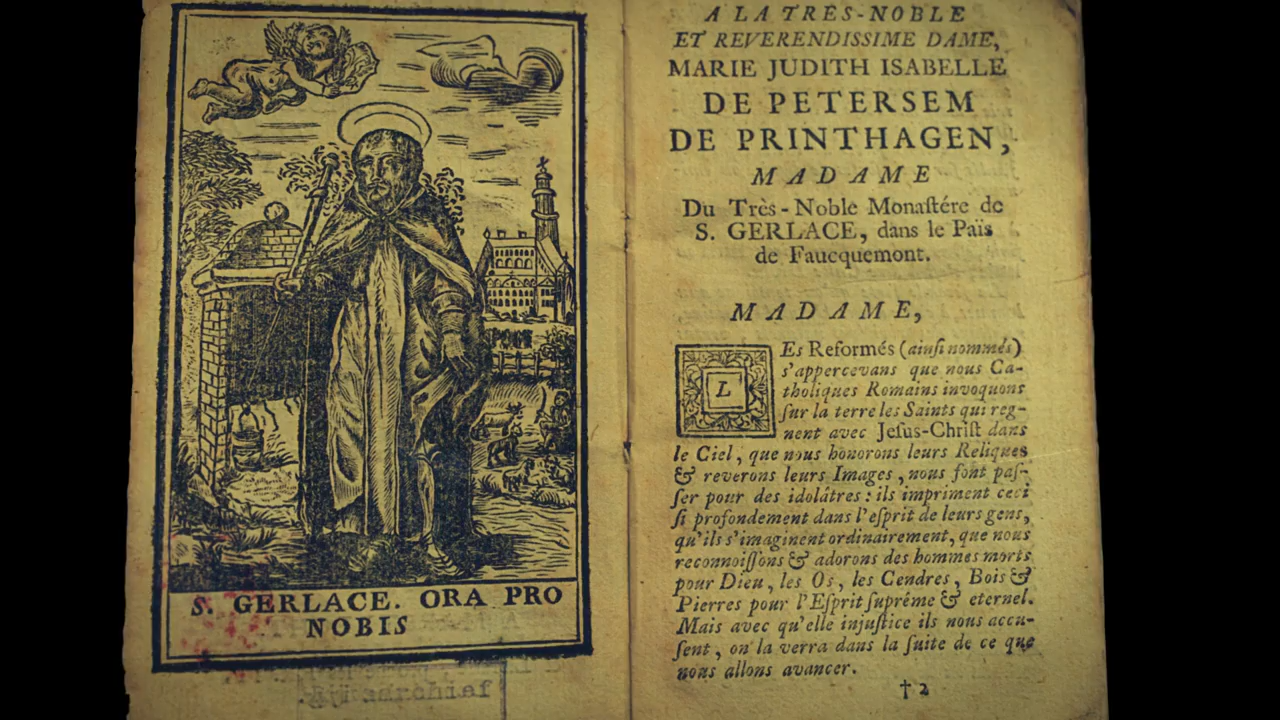 S. GERLACE. ORA PRO
NOBIS
A LA TRÈS-NOBLE
ET REVERENDISSIME DAME,
MARIE JUDITH ISABELLE
DE PETERSEM
DE PRINTHAGEN,
MADAME
Du Très-Noble Monaſtére de
S. GERLACE, dans le Païs
de Faucquemont.
MADAME,
LEs Reformés (ainſi nommés)
s'appercevans que nous Ca-
tholiques Romains invoquons
ſur la terre les Saints qui reg-
nent avec Jeſus-Chriſt dans
le Ciel, que nous honorons leurs Reliques
& reverons leurs Images, nous font paſ-
ſer pour des idolâtres: ils impriment ceci
ſi profondement dans l'eſprit de leurs gens,
qu'ils s'imaginent ordinairement, que nous
reconnoiſſons & adorons des hommes morts
pour Dieu, les Os, les Cendres, Bois &
Pierres pour l'Eſprit ſuprême & eternel.
Mais avec qu'elle injuſtice ils nous accu-
ſent, on la verra dans la ſuite de ce que
nous allons avancer.
† 2